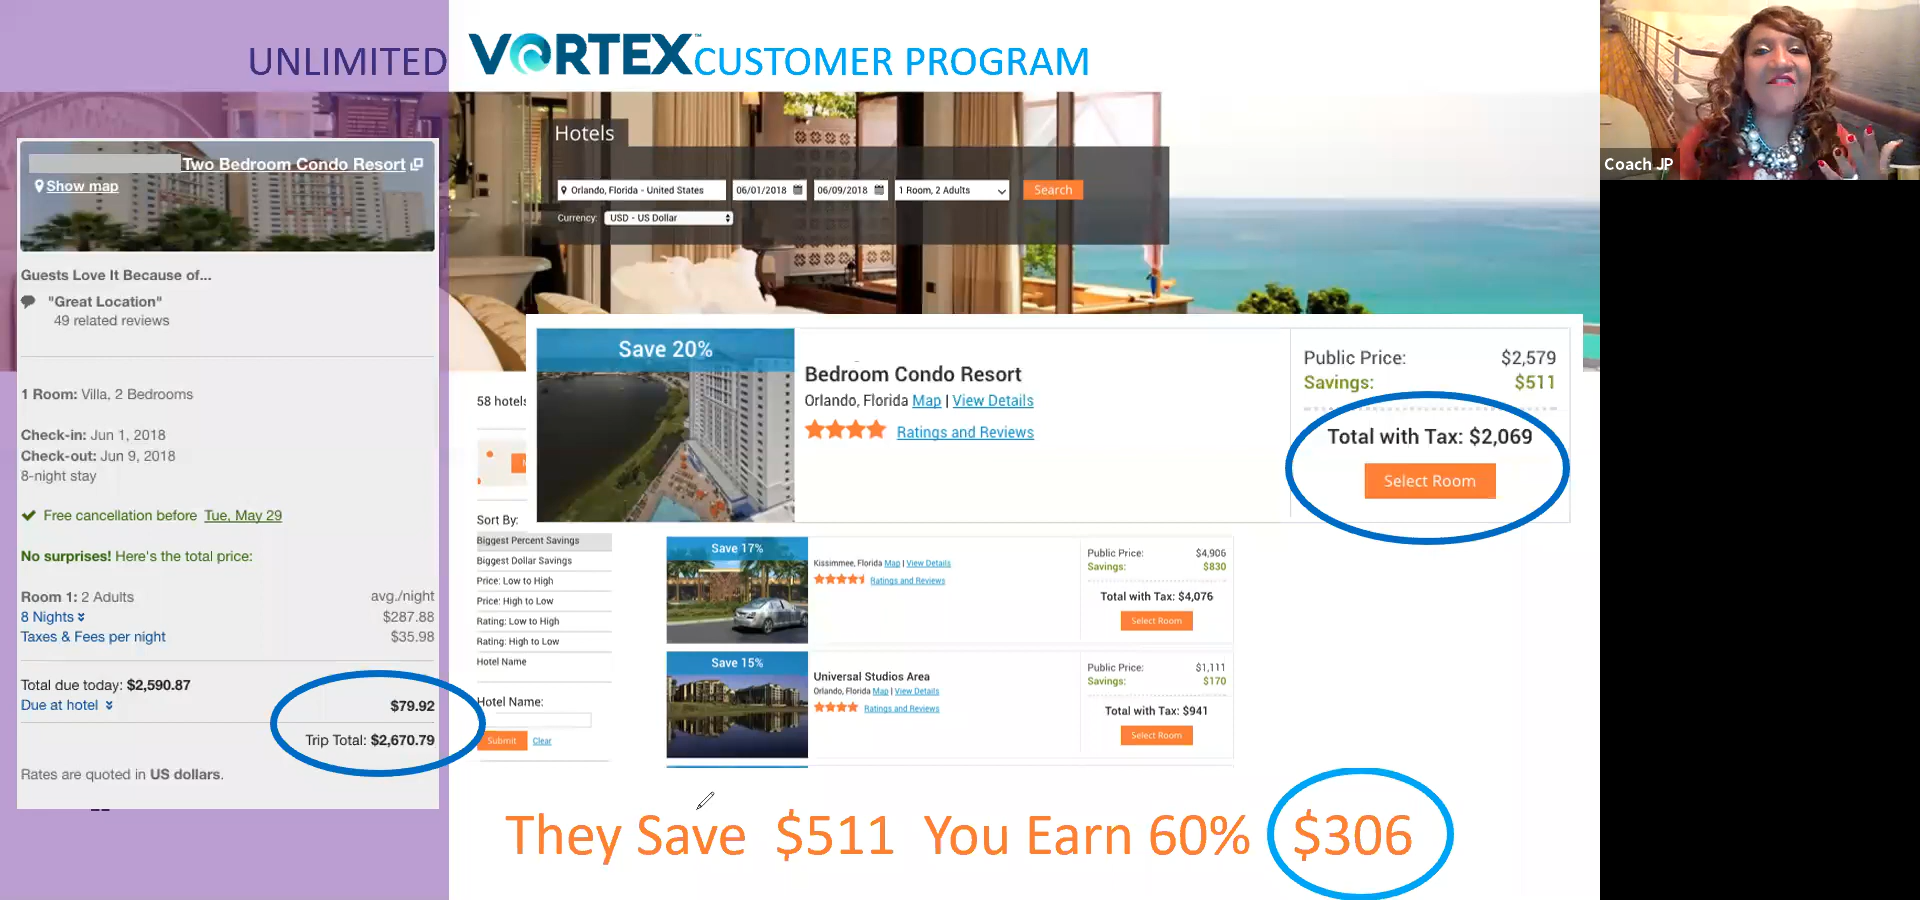 UNLIMITED VORTEX™ CUSTOMER PROGRAM
Two Bedroom Condo Resort
Show map
Guests Love It Because of...
"Great Location"
49 related reviews
1 Room: Villa, 2 Bedrooms
Check-in: Jun 1, 2018
Check-out: Jun 9, 2018
8-night stay
Free cancellation before Tue, May 29
No surprises! Here's the total price:
Room 1: 2 Adults avg./night
8 Nights $287.88
Taxes & Fees per night $35.98
Total due today: $2,590.87
Due at hotel $79.92
Trip Total: $2,670.79
Rates are quoted in US dollars.
Hotels
Orlando, Florida - United States 06/01/2018 06/09/2018 1 Room, 2 Adults Search
Currency: USD - US Dollar
58 hotels
Save 20%
Bedroom Condo Resort
Orlando, Florida Map | View Details
Ratings and Reviews
Public Price: $2,579
Savings: $511
Total with Tax: $2,069
Select Room
Sort By:
Biggest Percent Savings
Biggest Dollar Savings
Price: Low to High
Price: High to Low
Rating: Low to High
Rating: High to Low
Hotel Name
Hotel Name:
Submit Clear
Save 17%
Kissimmee, Florida Map | View Details
Ratings and Reviews
Public Price: $4,906
Savings: $830
Total with Tax: $4,076
Select Room
Save 15%
Universal Studios Area
Orlando, Florida Map | View Details
Ratings and Reviews
Public Price: $1,111
Savings: $170
Total with Tax: $941
Select Room
They Save $511 You Earn 60% $306
Coach JP